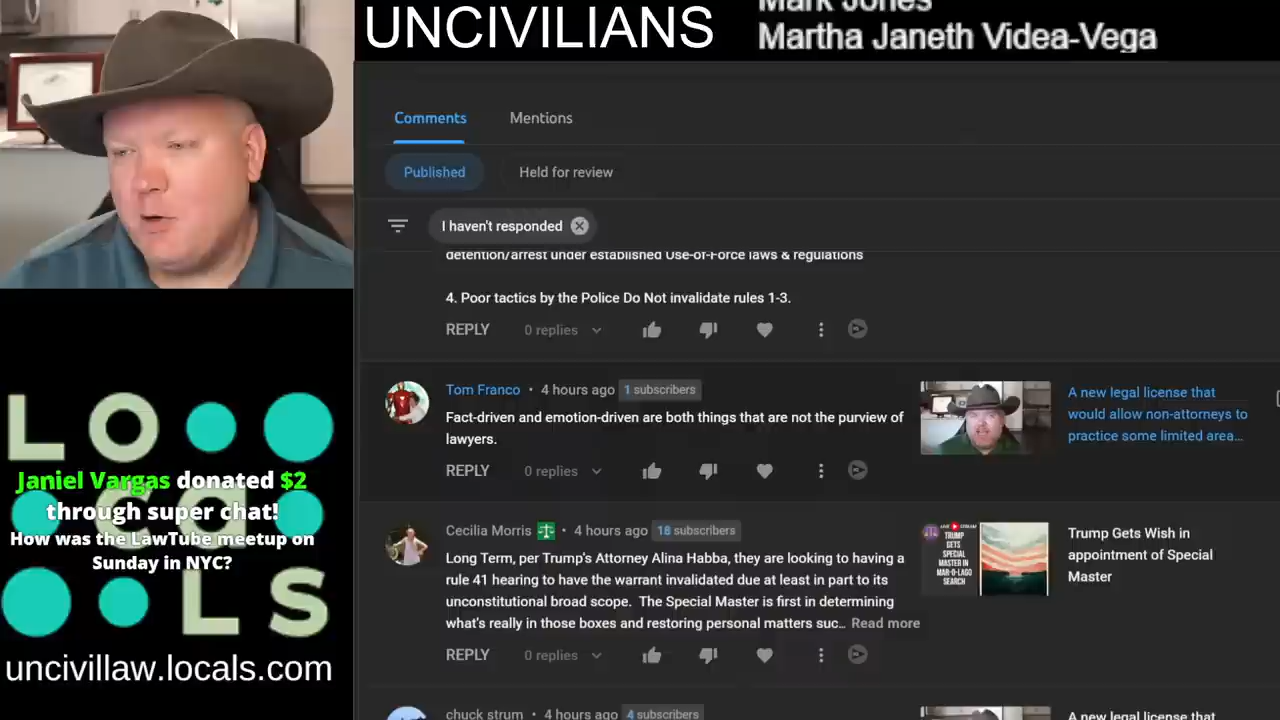 UNCIVILIANS
Mark Jones
Martha Janeth Videa-Vega
Comments
Mentions
Published
Held for review
I haven't responded
detention/arrest under established Use-of-Force laws & regulations
4. Poor tactics by the Police Do Not invalidate rules 1-3.
REPLY 0 replies
Tom Franco • 4 hours ago 1 subscribers
Fact-driven and emotion-driven are both things that are not the purview of
lawyers.
REPLY 0 replies
A new legal license that
would allow non-attorneys to
practice some limited area...
Cecilia Morris • 4 hours ago 18 subscribers
Long Term, per Trump's Attorney Alina Habba, they are looking to having a
rule 41 hearing to have the warrant invalidated due at least in part to its
unconstitutional broad scope. The Special Master is first in determining
what's really in those boxes and restoring personal matters suc... Read more
REPLY 0 replies
LIVE STREAM
TRUMP
GETS
SPECIAL
MASTER IN
MAR-O-LAGO
SEARCH
Trump Gets Wish in
appointment of Special
Master
chuck strum • 4 hours ago 4 subscribers
A new legal license that
LO
ca
LS
Janiel Vargas donated $2
through super chat!
How was the LawTube meetup on
Sunday in NYC?
uncivillaw.locals.com